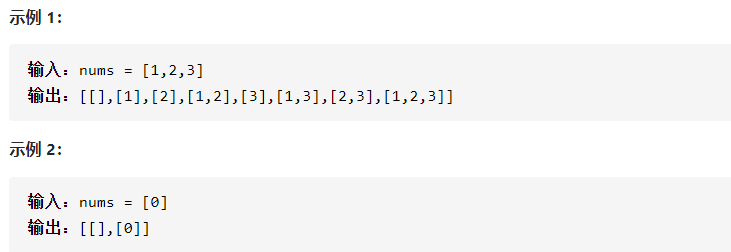 示例 1：
输入：nums = [1,2,3]
输出：[[],[1],[2],[1,2],[3],[1,3],[2,3],[1,2,3]]
示例 2：
输入：nums = [0]
输出：[[],[0]]